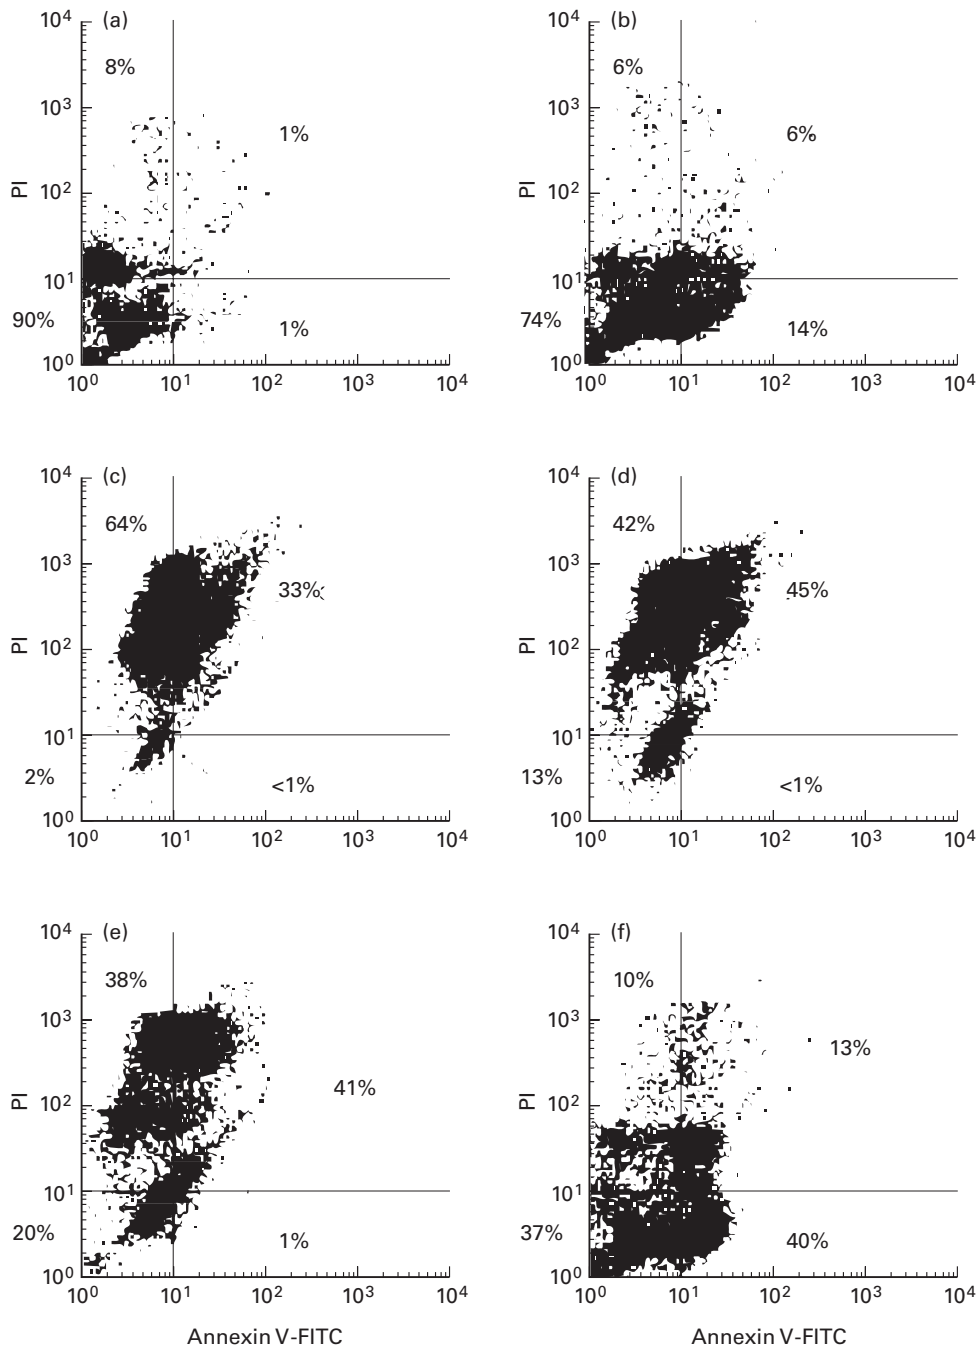 10⁴ (a)
8%
10³
1%
PI
10²
10¹
90%
1%
10⁰
10⁰ 10¹ 10² 10³ 10⁴
10⁴ (b)
6%
10³
6%
PI
10²
10¹
74%
14%
10⁰
10⁰ 10¹ 10² 10³ 10⁴
10⁴ (c)
64%
10³
33%
PI
10²
10¹
2%
<1%
10⁰
10⁰ 10¹ 10² 10³ 10⁴
10⁴ (d)
42%
10³
45%
PI
10²
10¹
13%
<1%
10⁰
10⁰ 10¹ 10² 10³ 10⁴
10⁴ (e)
38%
10³
41%
PI
10²
10¹
20%
1%
10⁰
10⁰ 10¹ 10² 10³ 10⁴
Annexin V-FITC
10⁴ (f)
10%
10³
13%
PI
10²
10¹
37%
40%
10⁰
10⁰ 10¹ 10² 10³ 10⁴
Annexin V-FITC